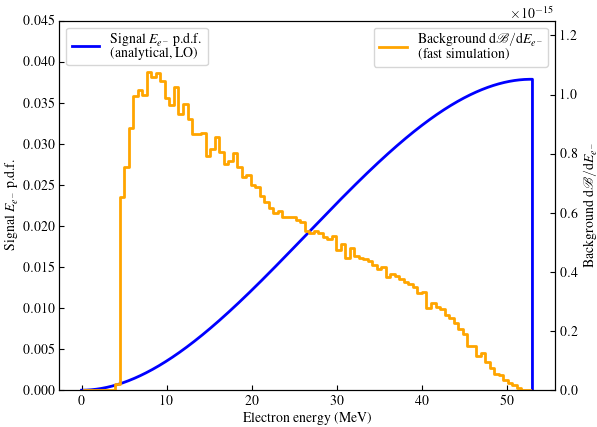 ×10⁻¹⁵
Signal E_{e⁻} p.d.f.
(analytical, LO)
Background dℬ/dE_{e⁻}
(fast simulation)
0.045
0.040
0.035
0.030
0.025
0.020
0.015
0.010
0.005
0.000
Signal E_{e⁻} p.d.f.
1.2
1.0
0.8
0.6
0.4
0.2
0.0
Background dℬ/dE_{e⁻}
0 10 20 30 40 50
Electron energy (MeV)